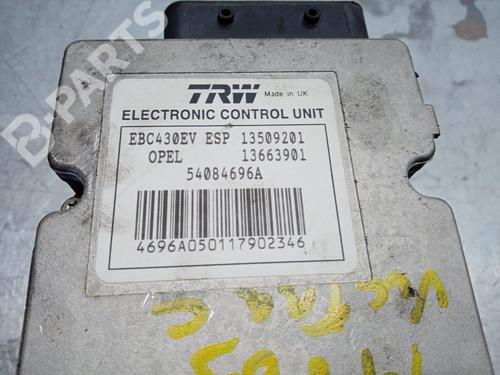 B-PARTS
TRW Made in UK
ELECTRONIC CONTROL UNIT
EBC430EV ESP 13509201
OPEL 13663901
54084696A
4696A050117902346